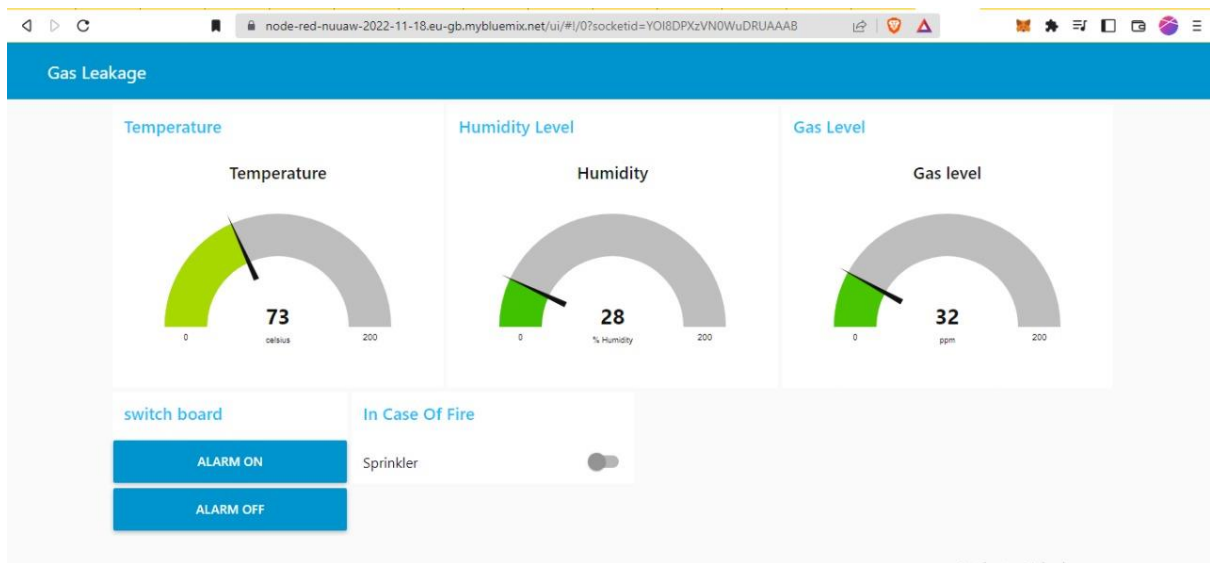 node-red-nuuaw-2022-11-18.eu-gb.mybluemix.net/ui/#!/0?socketid=YOI8DPXzVN0WuDRUAAAB
Gas Leakage
Temperature
Humidity Level
Gas Level
Temperature
Humidity
Gas level
73
28
32
0
celsius
200
0
% Humidity
200
0
ppm
200
switch board
In Case Of Fire
ALARM ON
Sprinkler
ALARM OFF